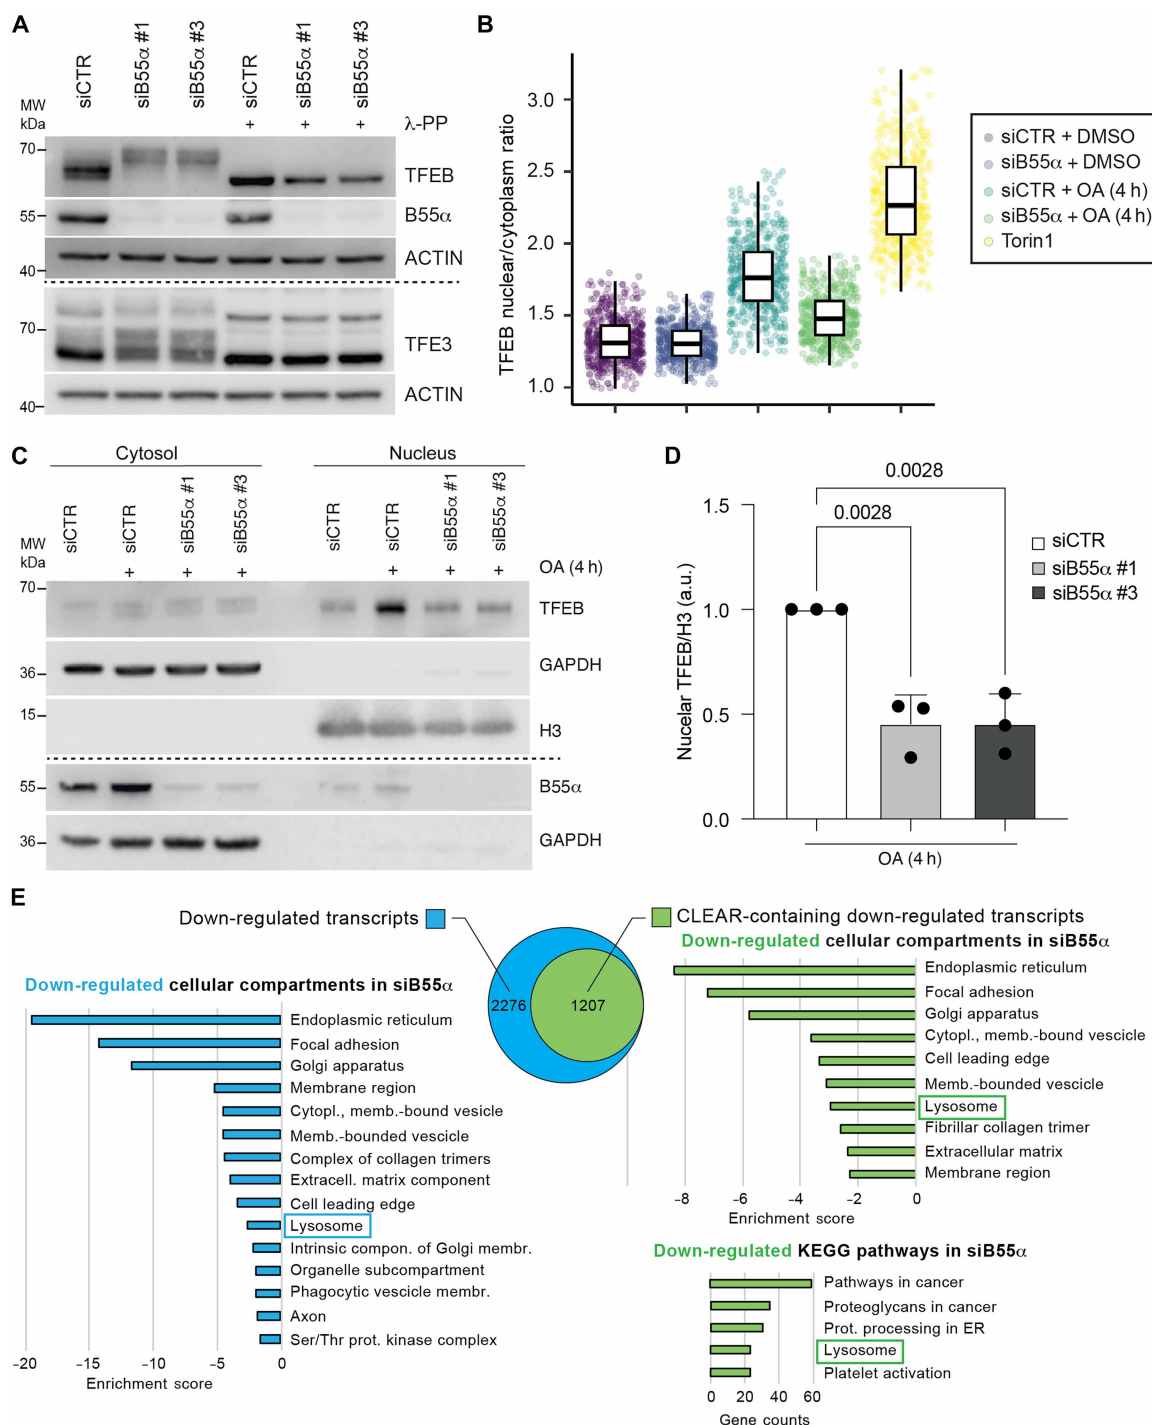 A
siCTR
siB55α #1
siB55α #3
siCTR
siB55α #1
siB55α #3
MW
kDa
+ + + λ-PP
70
TFEB
55
B55α
ACTIN
40
70
TFE3
ACTIN
40
B
TFEB nuclear/cytoplasm ratio
3.0
2.5
2.0
1.5
1.0
siCTR + DMSO
siB55α + DMSO
siCTR + OA (4 h)
siB55α + OA (4 h)
Torin1
C
Cytosol Nucleus
siCTR
siCTR
siB55α #1
siB55α #3
siCTR
siCTR
siB55α #1
siB55α #3
MW
kDa
+ + + + + + OA (4 h)
70
TFEB
GAPDH
36
15
H3
55
B55α
36
GAPDH
D
0.0028
0.0028
Nucelar TFEB/H3 (a.u.)
1.5
1.0
0.5
0.0
siCTR
siB55α #1
siB55α #3
OA (4 h)
E
Down-regulated transcripts
CLEAR-containing down-regulated transcripts
2276
1207
Down-regulated cellular compartments in siB55α
Endoplasmic reticulum
Focal adhesion
Golgi apparatus
Membrane region
Cytopl., memb.-bound vesicle
Memb.-bounded vescicle
Complex of collagen trimers
Extracell. matrix component
Cell leading edge
Lysosome
Intrinsic compon. of Golgi membr.
Organelle subcompartment
Phagocytic vesicle membr.
Axon
Ser/Thr prot. kinase complex
−20 −15 −10 −5 0
Enrichment score
Down-regulated cellular compartments in siB55α
Endoplasmic reticulum
Focal adhesion
Golgi apparatus
Cytopl., memb.-bound vescicle
Cell leading edge
Memb.-bounded vescicle
Lysosome
Fibrillar collagen trimer
Extracellular matrix
Membrane region
−8 −6 −4 −2 0
Enrichment score
Down-regulated KEGG pathways in siB55α
Pathways in cancer
Proteoglycans in cancer
Prot. processing in ER
Lysosome
Platelet activation
0 20 40 60
Gene counts